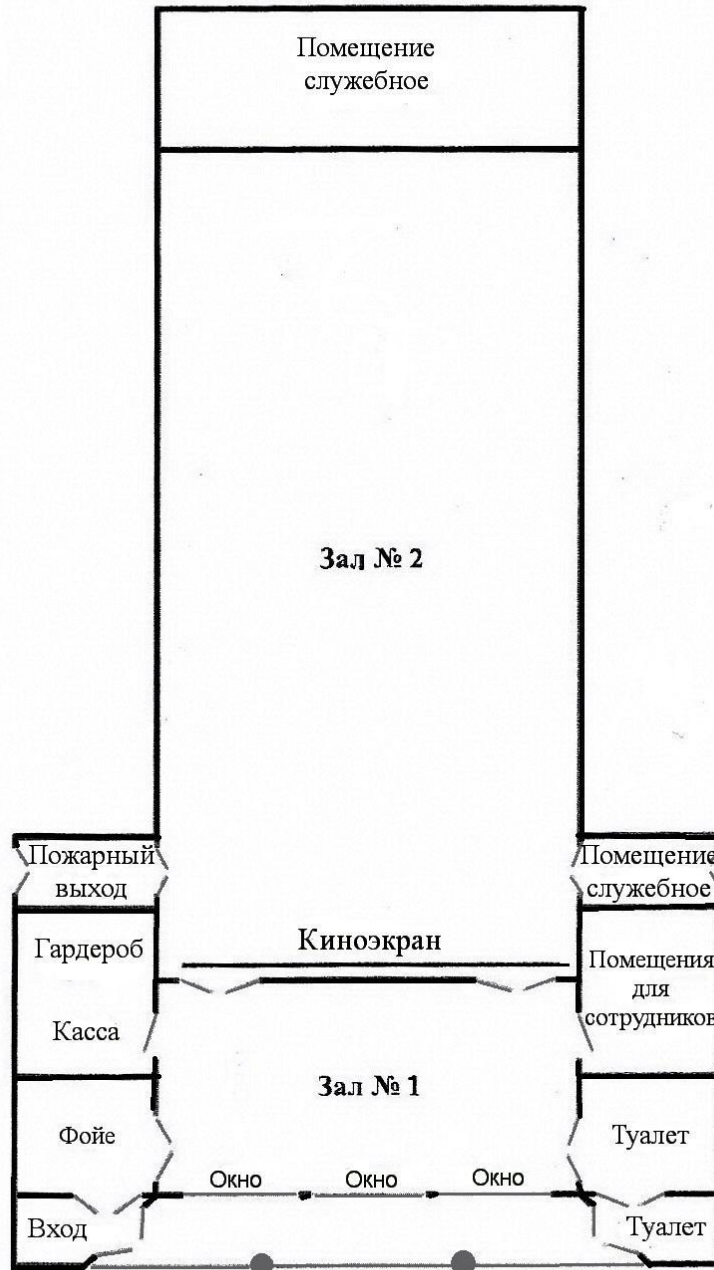 Помещение
служебное
Зал № 2
Пожарный
выход
Помещение
служебное
Гардероб
Киноэкран
Помещения
для
сотрудников
Касса
Зал № 1
Фойе
Туалет
Окно
Окно
Окно
Вход
Туалет